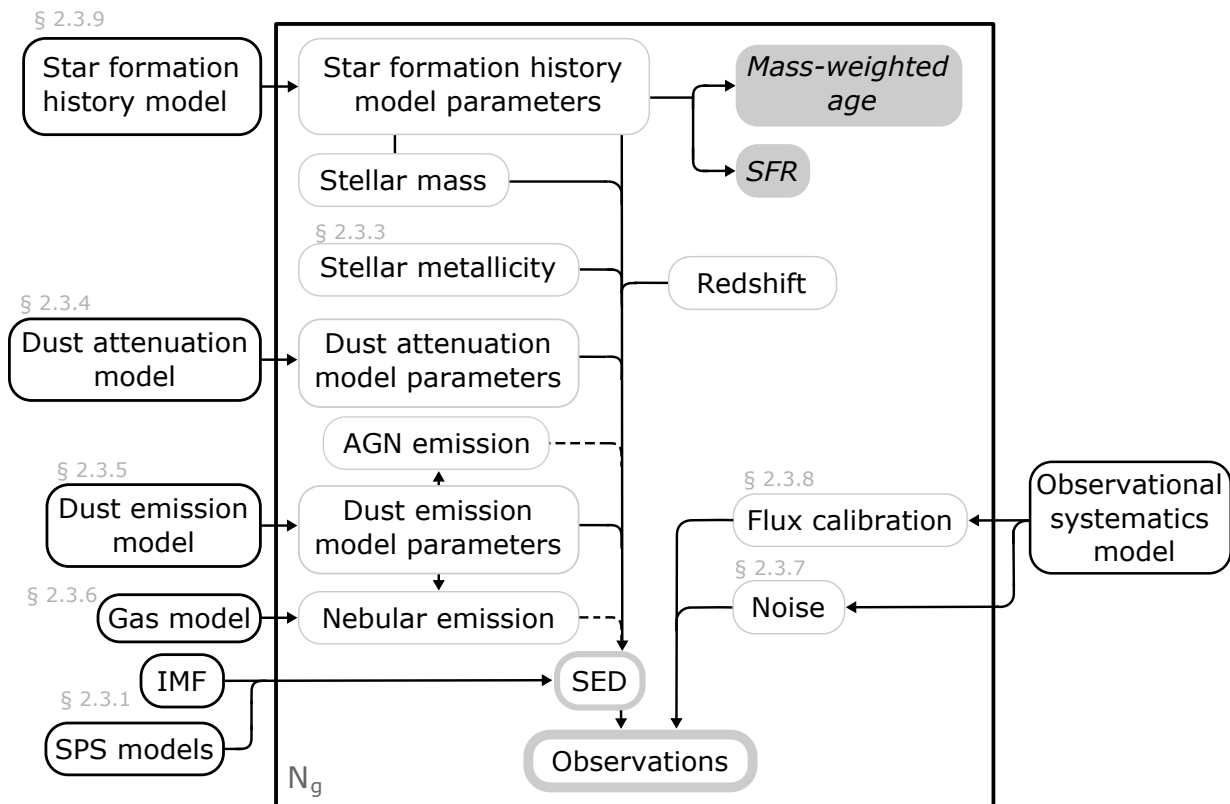 § 2.3.9
Star formation
history model
Star formation history
model parameters
Mass-weighted
age
SFR
Stellar mass
§ 2.3.3
Stellar metallicity
Redshift
§ 2.3.4
Dust attenuation
model
Dust attenuation
model parameters
AGN emission
§ 2.3.5
Dust emission
model
Dust emission
model parameters
§ 2.3.8
Flux calibration
Observational
systematics
model
§ 2.3.7
Noise
§ 2.3.6
Gas model
Nebular emission
IMF
SED
§ 2.3.1
SPS models
Observations
Ng